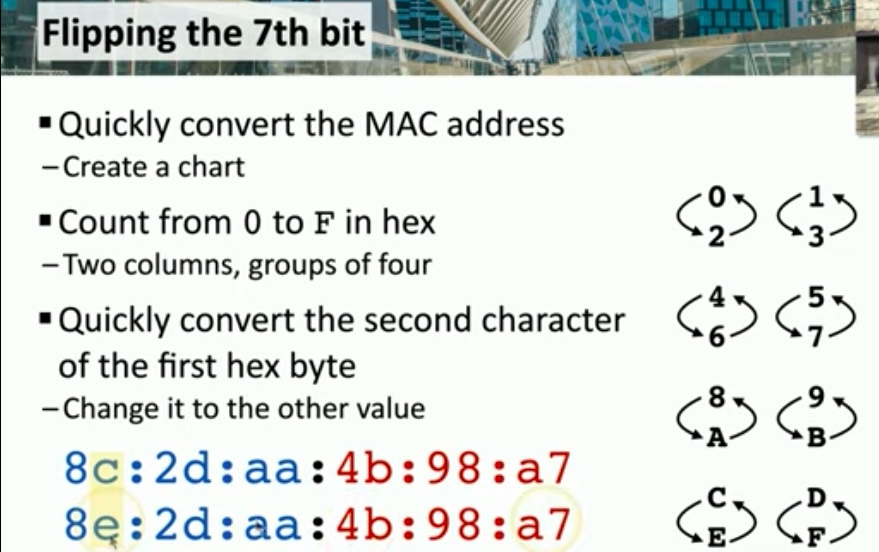 Flipping the 7th bit
▪ Quickly convert the MAC address
– Create a chart
▪ Count from 0 to F in hex
– Two columns, groups of four
▪ Quickly convert the second character
of the first hex byte
– Change it to the other value
8c:2d:aa:4b:98:a7
8e:2d:aa:4b:98:a7
0 1
2 3
4 5
6 7
8 9
A B
C D
E F